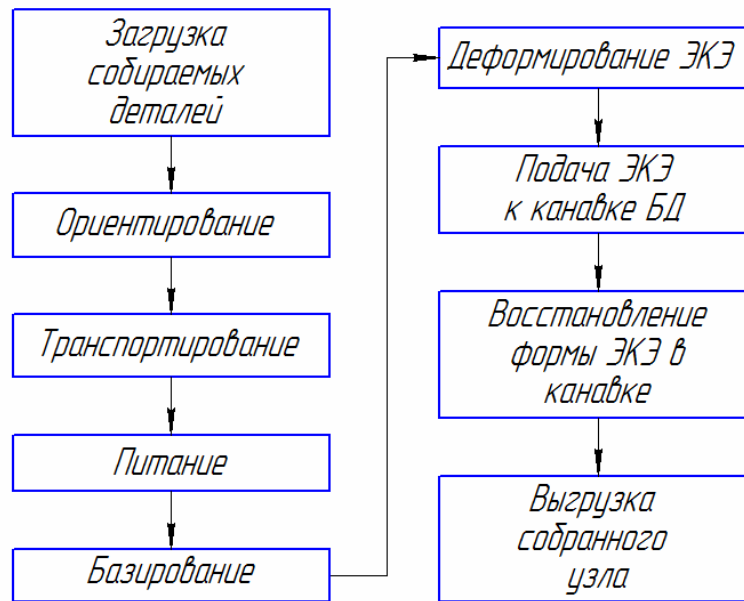 Загрузка
собираемых
деталей
Ориентирование
Транспортирование
Питание
Базирование
Деформирование ЭКЭ
Подача ЭКЭ
к канавке БД
Восстановление
формы ЭКЭ в
канавке
Выгрузка
собранного
узла